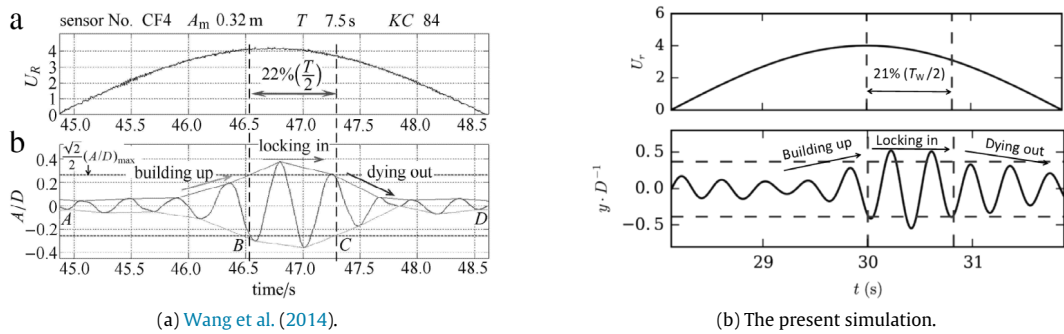 a
sensor No. CF4 A_m 0.32 m T 7.5 s KC 84
U_R
4
3
2
1
0
22%(T/2)
45.0 45.5 46.0 46.5 47.0 47.5 48.0 48.5
b
√2/2 (A/D)_max
locking in
building up
dying out
A/D
0.4
0.2
0
−0.2
−0.4
A
B
C
D
45.0 45.5 46.0 46.5 47.0 47.5 48.0 48.5
time/s
(a) Wang et al. (2014).
U_r
6
4
2
0
21% (T_W/2)
Building up
Locking in
Dying out
y · D⁻¹
0.5
0.0
−0.5
29 30 31
t (s)
(b) The present simulation.